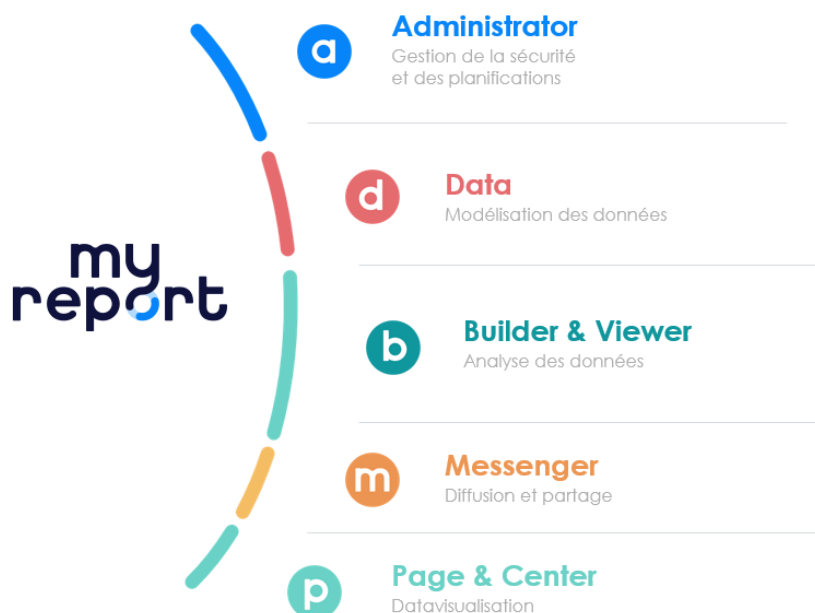 a
Administrator
Gestion de la sécurité
et des planifications
d
Data
Modélisation des données
my
report
b
Builder & Viewer
Analyse des données
m
Messenger
Diffusion et partage
p
Page & Center
Datavisualisation